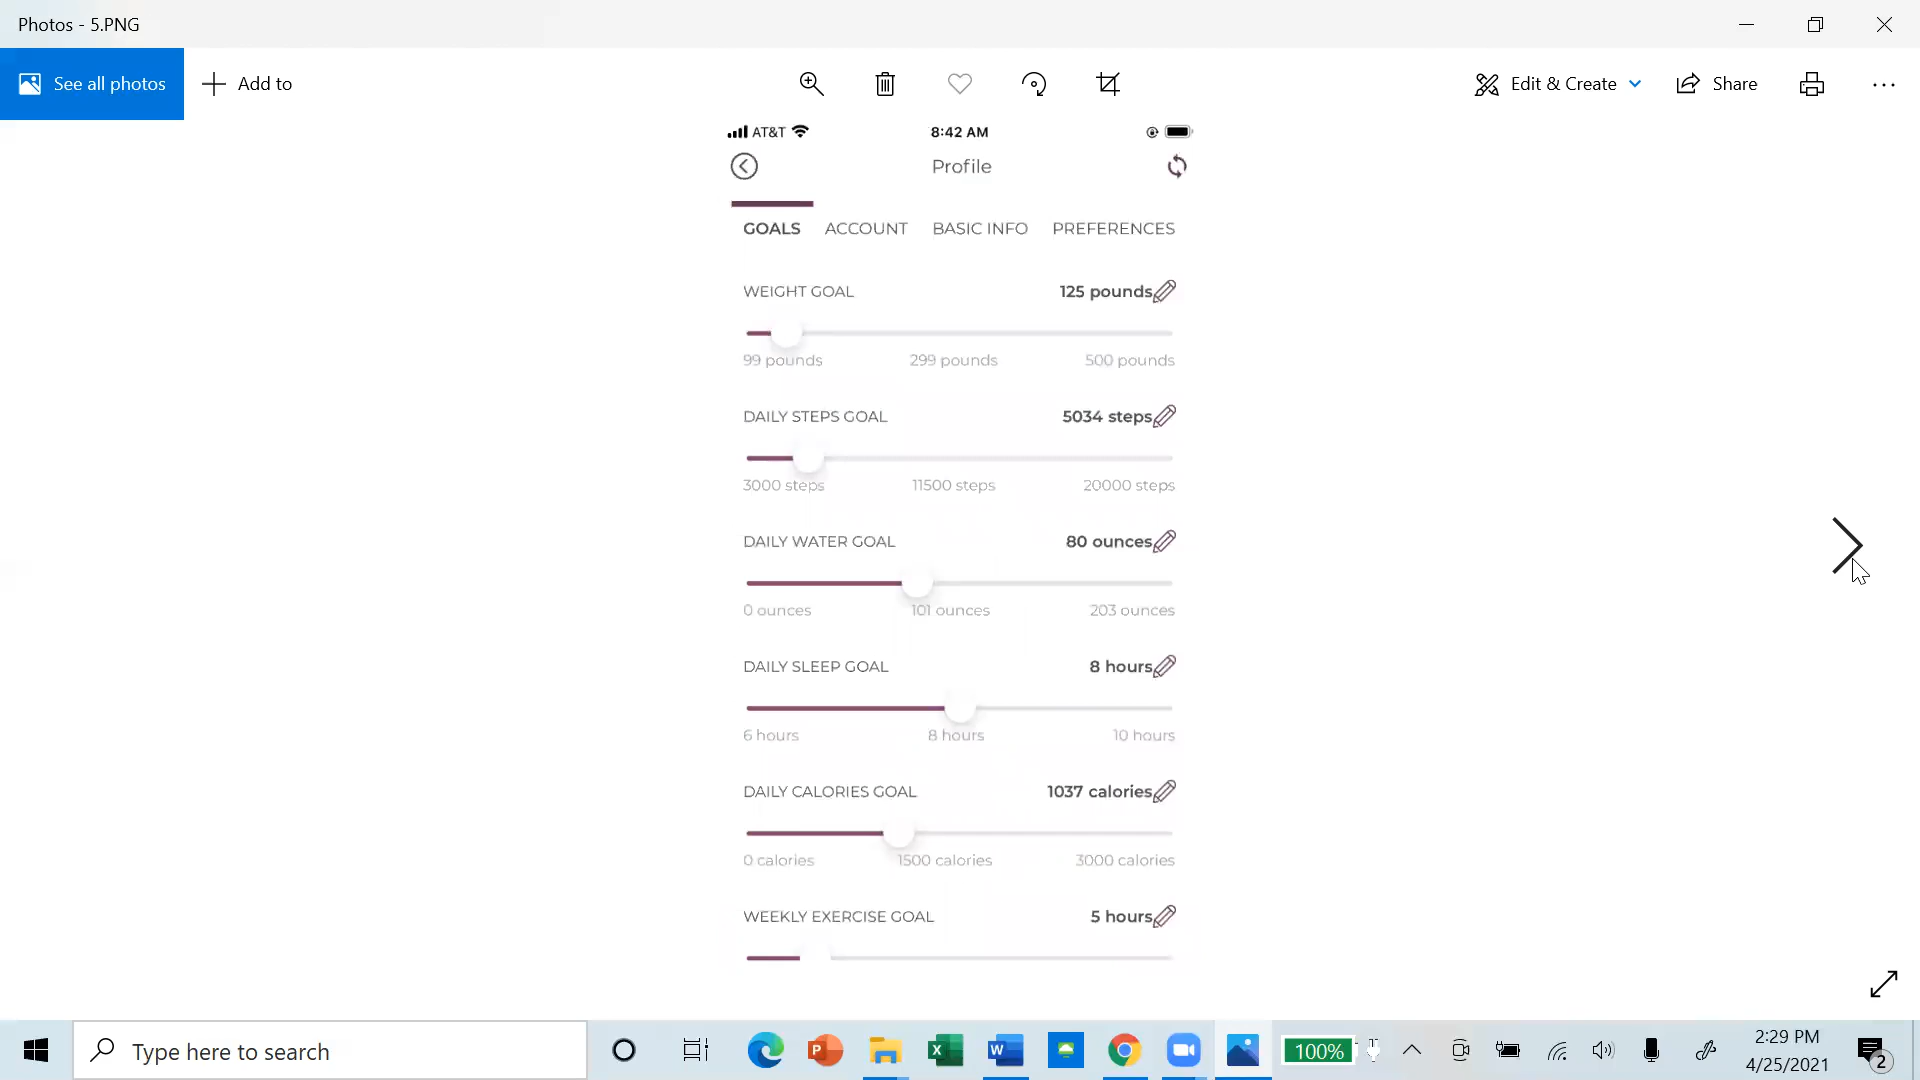 Photos - 5.PNG
See all photos Add to Edit & Create Share
AT&T 8:42 AM
Profile
GOALS ACCOUNT BASIC INFO PREFERENCES
WEIGHT GOAL 125 pounds
99 pounds 299 pounds 500 pounds
DAILY STEPS GOAL 5034 steps
3000 steps 11500 steps 20000 steps
DAILY WATER GOAL 80 ounces
0 ounces 101 ounces 203 ounces
DAILY SLEEP GOAL 8 hours
6 hours 8 hours 10 hours
DAILY CALORIES GOAL 1037 calories
0 calories 1500 calories 3000 calories
WEEKLY EXERCISE GOAL 5 hours
Type here to search P X W 100% 2:29 PM
4/25/2021 2